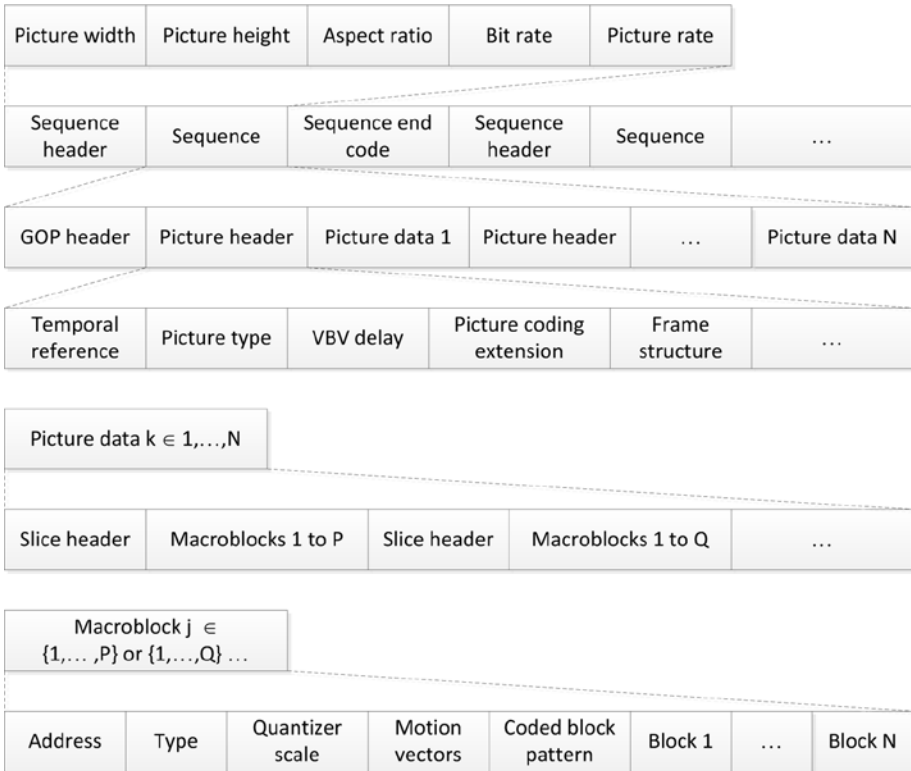 Picture width Picture height Aspect ratio Bit rate Picture rate
Sequence header Sequence Sequence end code Sequence header Sequence ...
GOP header Picture header Picture data 1 Picture header ... Picture data N
Temporal reference Picture type VBV delay Picture coding extension Frame structure ...
Picture data k ∈ 1,...,N
Slice header Macroblocks 1 to P Slice header Macroblocks 1 to Q ...
Macroblock j ∈
{1,... ,P} or {1,...,Q} ...
Address Type Quantizer scale Motion vectors Coded block pattern Block 1 ... Block N